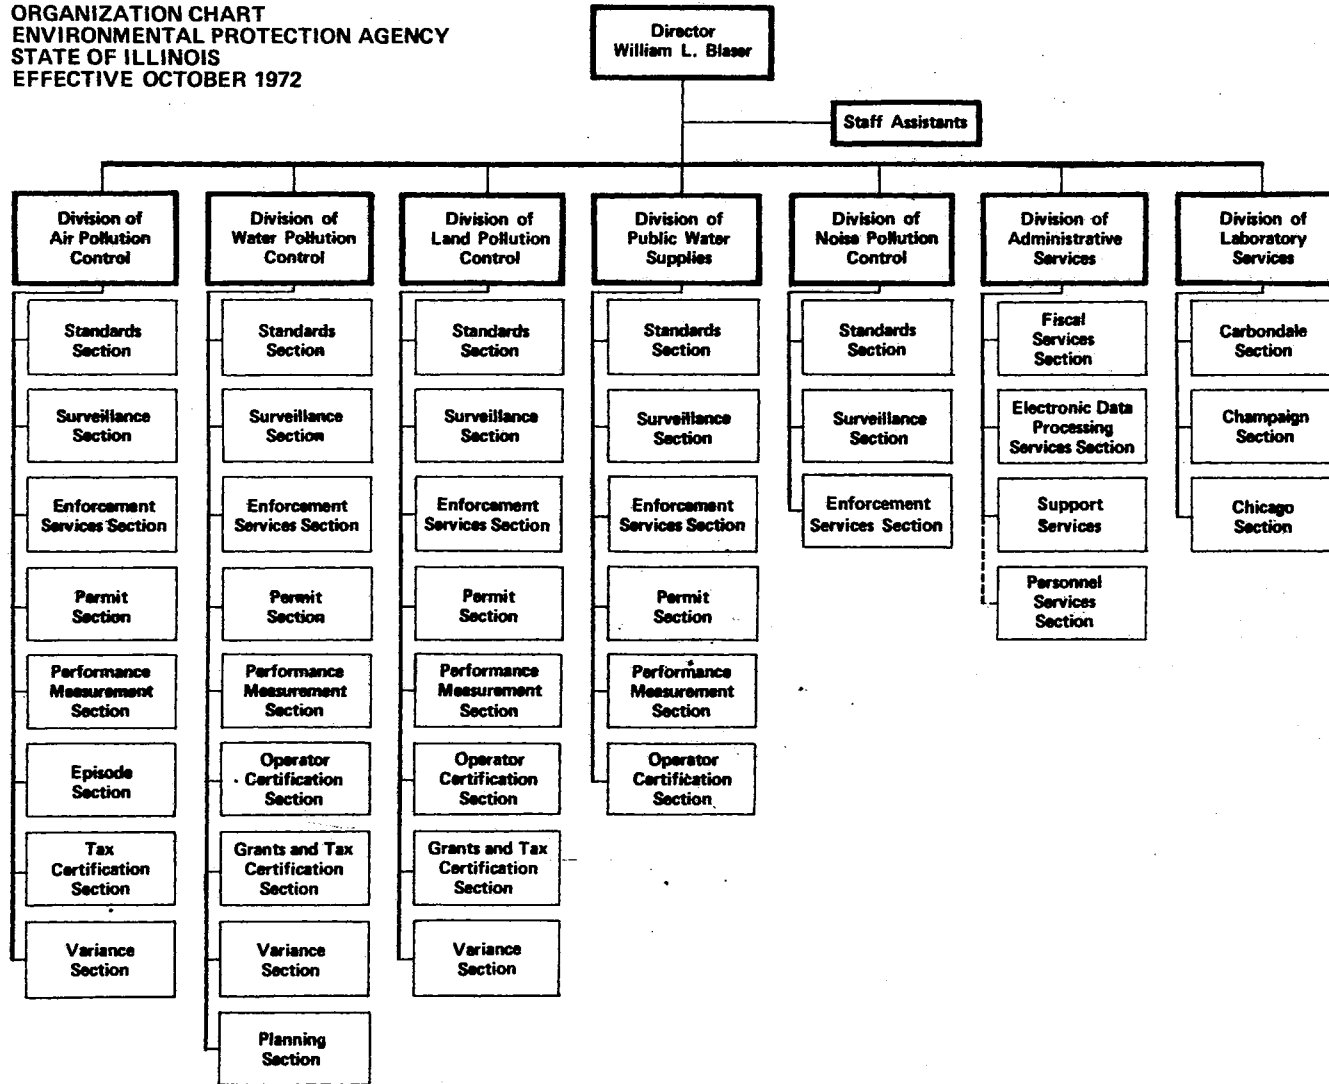 ORGANIZATION CHART
ENVIRONMENTAL PROTECTION AGENCY
STATE OF ILLINOIS
EFFECTIVE OCTOBER 1972
Director
William L. Blaser
Staff Assistants
Division of
Air Pollution
Control
Division of
Water Pollution
Control
Division of
Land Pollution
Control
Division of
Public Water
Supplies
Division of
Noise Pollution
Control
Division of
Administrative
Services
Division of
Laboratory
Services
Standards
Section
Surveillance
Section
Enforcement
Services Section
Permit
Section
Performance
Measurement
Section
Episode
Section
Tax
Certification
Section
Variance
Section
Standards
Section
Surveillance
Section
Enforcement
Services Section
Permit
Section
Performance
Measurement
Section
Operator
Certification
Section
Grants and Tax
Certification
Section
Variance
Section
Planning
Section
Standards
Section
Surveillance
Section
Enforcement
Services Section
Permit
Section
Performance
Measurement
Section
Operator
Certification
Section
Grants and Tax
Certification
Section
Variance
Section
Standards
Section
Surveillance
Section
Enforcement
Services Section
Permit
Section
Performance
Measurement
Section
Operator
Certification
Section
Standards
Section
Surveillance
Section
Enforcement
Services Section
Fiscal
Services
Section
Electronic Data
Processing
Services Section
Support
Services
Personnel
Services
Section
Carbondale
Section
Champaign
Section
Chicago
Section